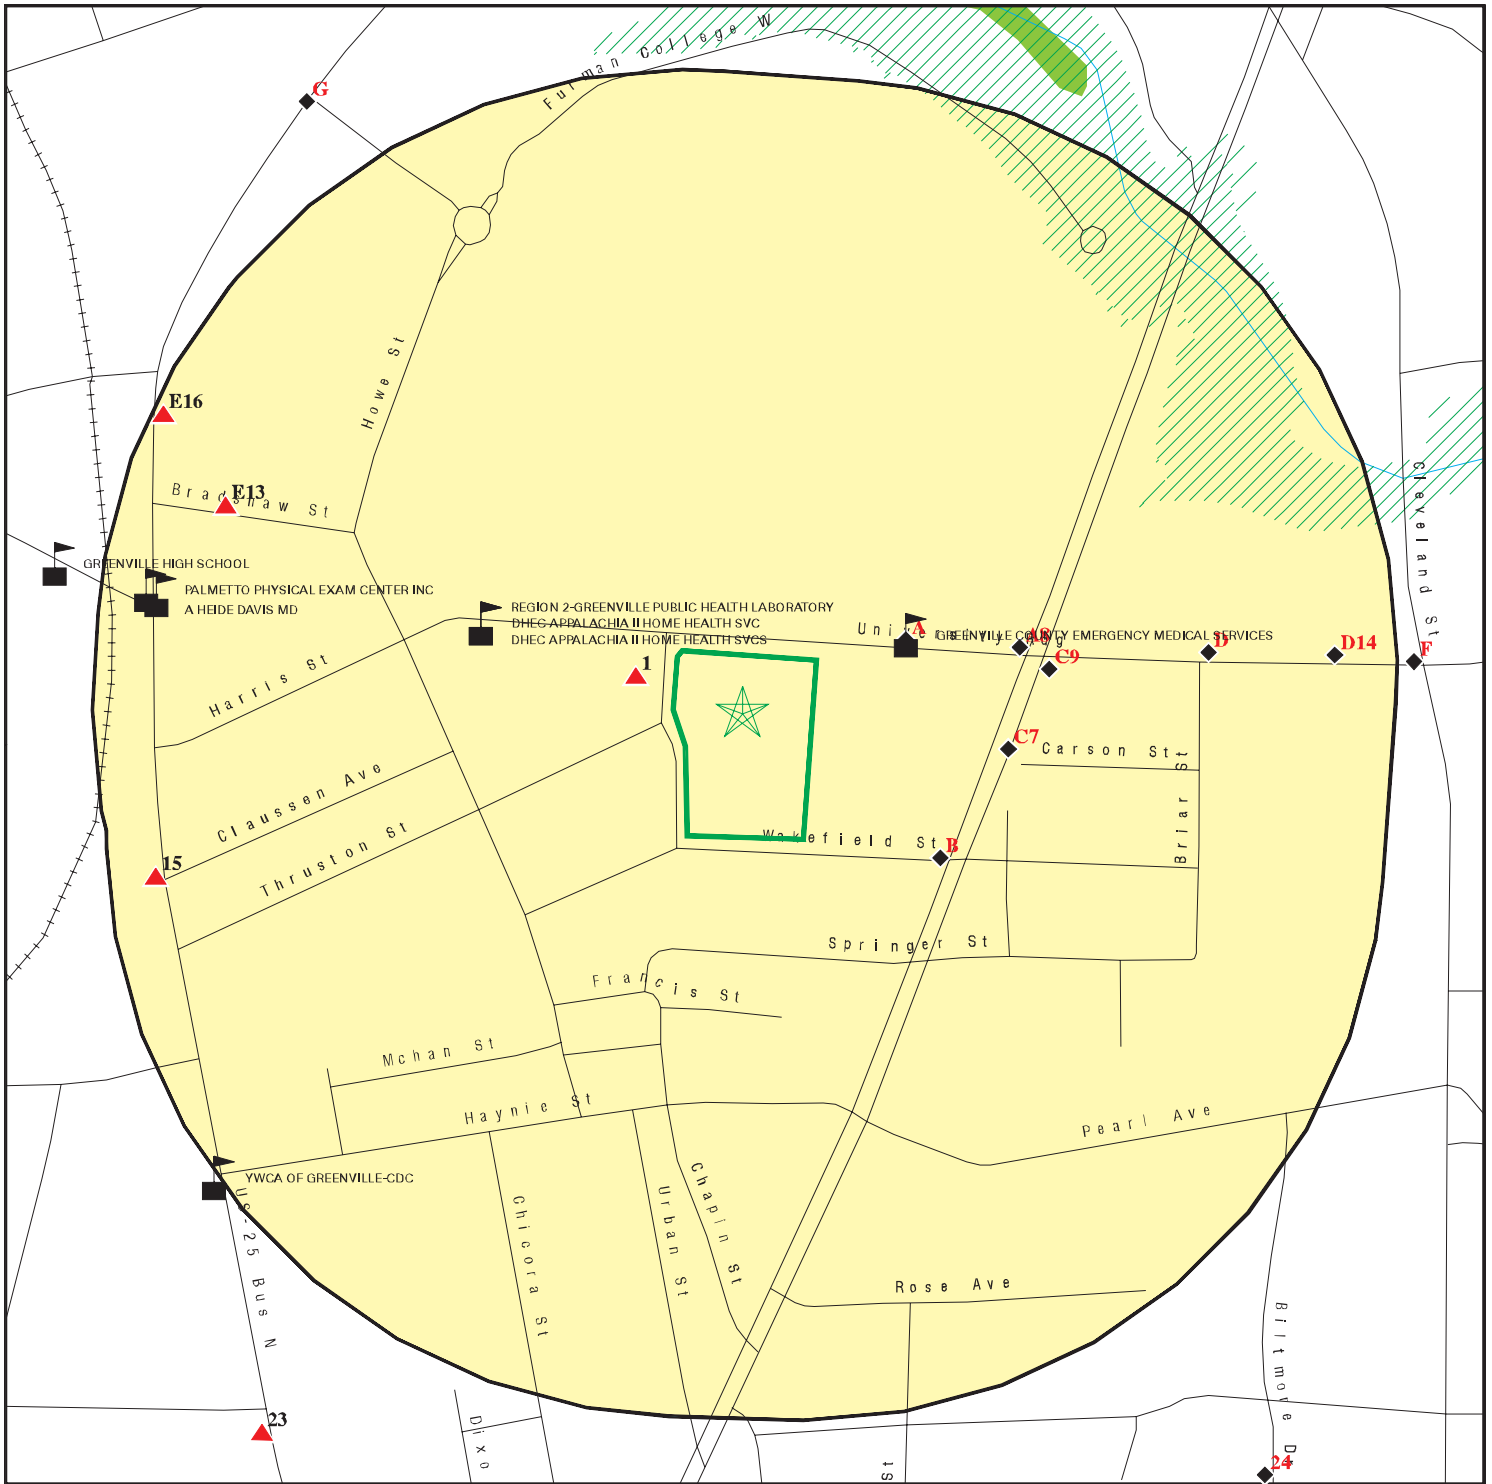 Furman College W
G
Howe St
E16
Bradshaw St
E13
Cleveland St
GREENVILLE HIGH SCHOOL
PALMETTO PHYSICAL EXAM CENTER INC
A HEIDE DAVIS MD
REGION 2-GREENVILLE PUBLIC HEALTH LABORATORY
DHEC APPALACHIA II HOME HEALTH SVC
DHEC APPALACHIA II HOME HEALTH SVCS
A
GREENVILLE COUNTY EMERGENCY MEDICAL SERVICES
D
D14
F
C9
1
Harris St
C7
Carson St
Briar St
Claussen Ave
Thruston St
Wakefield St
B
15
Springer St
Francis St
Mchan St
Haynie St
Pearl Ave
YWCA OF GREENVILLE-CDC
US-25 Bus N
Chicora St
Urban St
Chapin St
Rose Ave
Biltmore Dr
23
Dixo
St
24